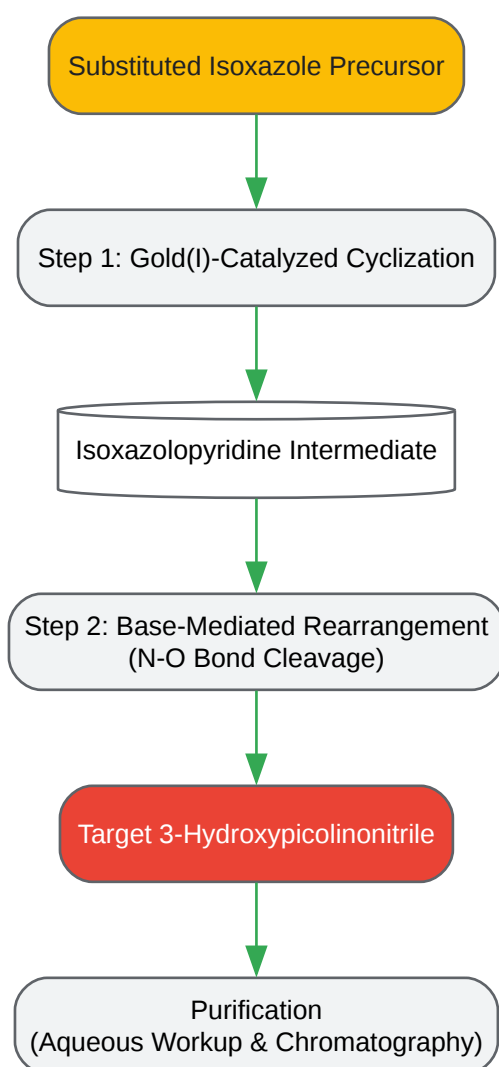 Substituted Isoxazole Precursor
Step 1: Gold(I)-Catalyzed Cyclization
Isoxazolopyridine Intermediate
Step 2: Base-Mediated Rearrangement
(N-O Bond Cleavage)
Target 3-Hydroxypicolinonitrile
Purification
(Aqueous Workup & Chromatography)